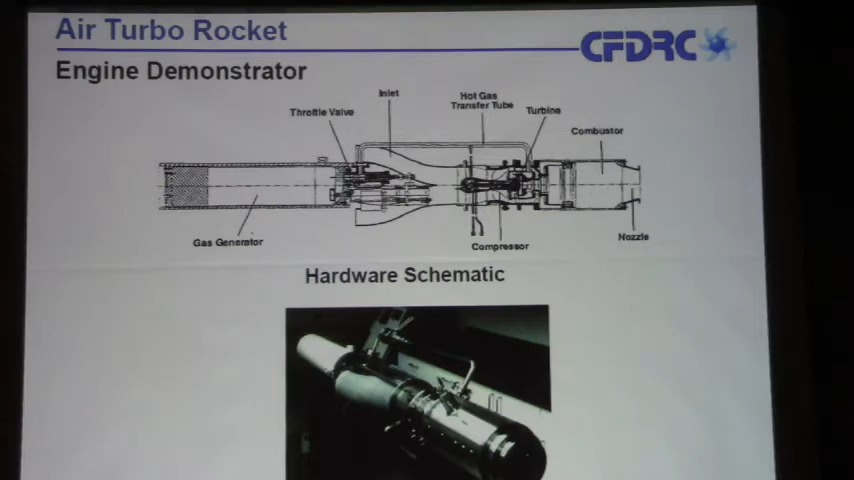 Air Turbo Rocket
CFDRC
Engine Demonstrator
Inlet
Hot Gas
Transfer Tube
Throttle Valve
Turbine
Combustor
Gas Generator
Compressor
Nozzle
Hardware Schematic